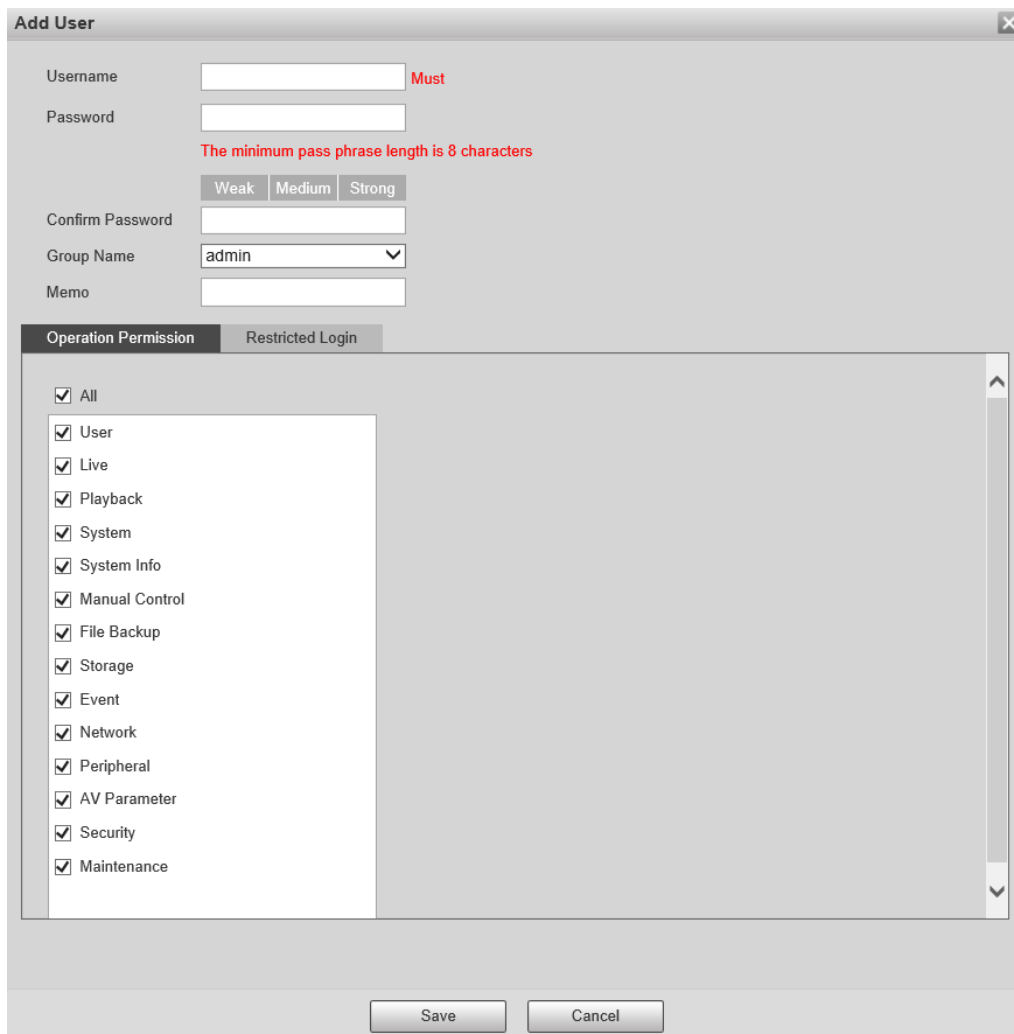 Add User
Username Must
Password
The minimum pass phrase length is 8 characters
Weak Medium Strong
Confirm Password
Group Name admin
Memo
Operation Permission Restricted Login
All
User
Live
Playback
System
System Info
Manual Control
File Backup
Storage
Event
Network
Peripheral
AV Parameter
Security
Maintenance
Save Cancel